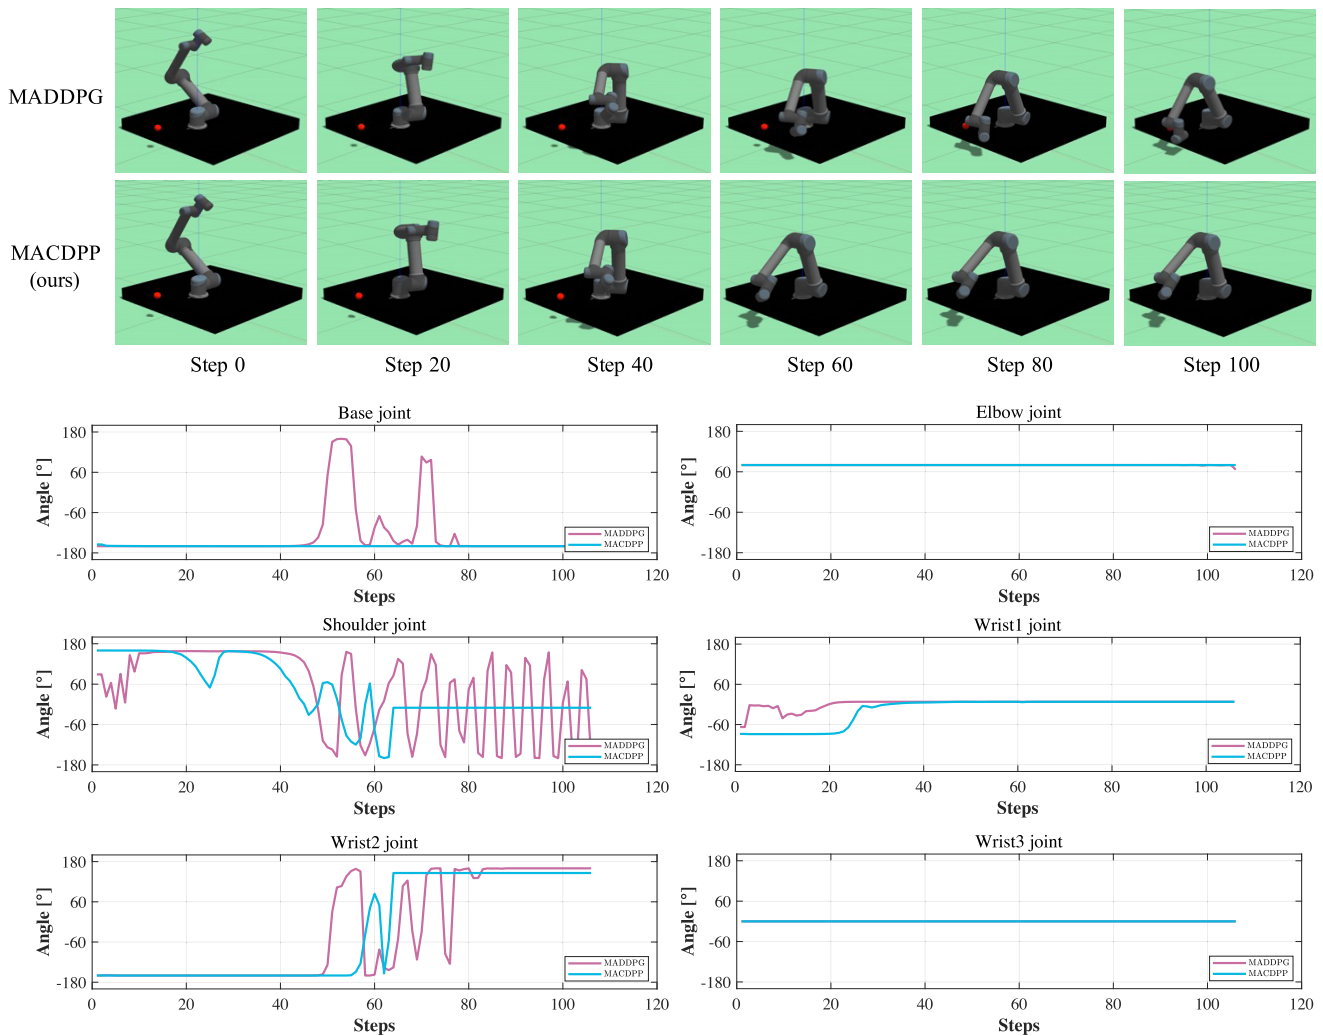 MADDPG
MACDPP
(ours)
Step 0
Step 20
Step 40
Step 60
Step 80
Step 100
Base joint
180
60
-60
-180
Angle [°]
MADDPG
MACDPP
0 20 40 60 80 100 120
Steps
Elbow joint
180
60
-60
-180
Angle [°]
MADDPG
MACDPP
0 20 40 60 80 100 120
Steps
Shoulder joint
180
60
-60
-180
Angle [°]
MADDPG
MACDPP
0 20 40 60 80 100 120
Steps
Wrist1 joint
180
60
-60
-180
Angle [°]
MADDPG
MACDPP
0 20 40 60 80 100 120
Steps
Wrist2 joint
180
60
-60
-180
Angle [°]
MADDPG
MACDPP
0 20 40 60 80 100 120
Steps
Wrist3 joint
180
60
-60
-180
Angle [°]
MADDPG
MACDPP
0 20 40 60 80 100 120
Steps